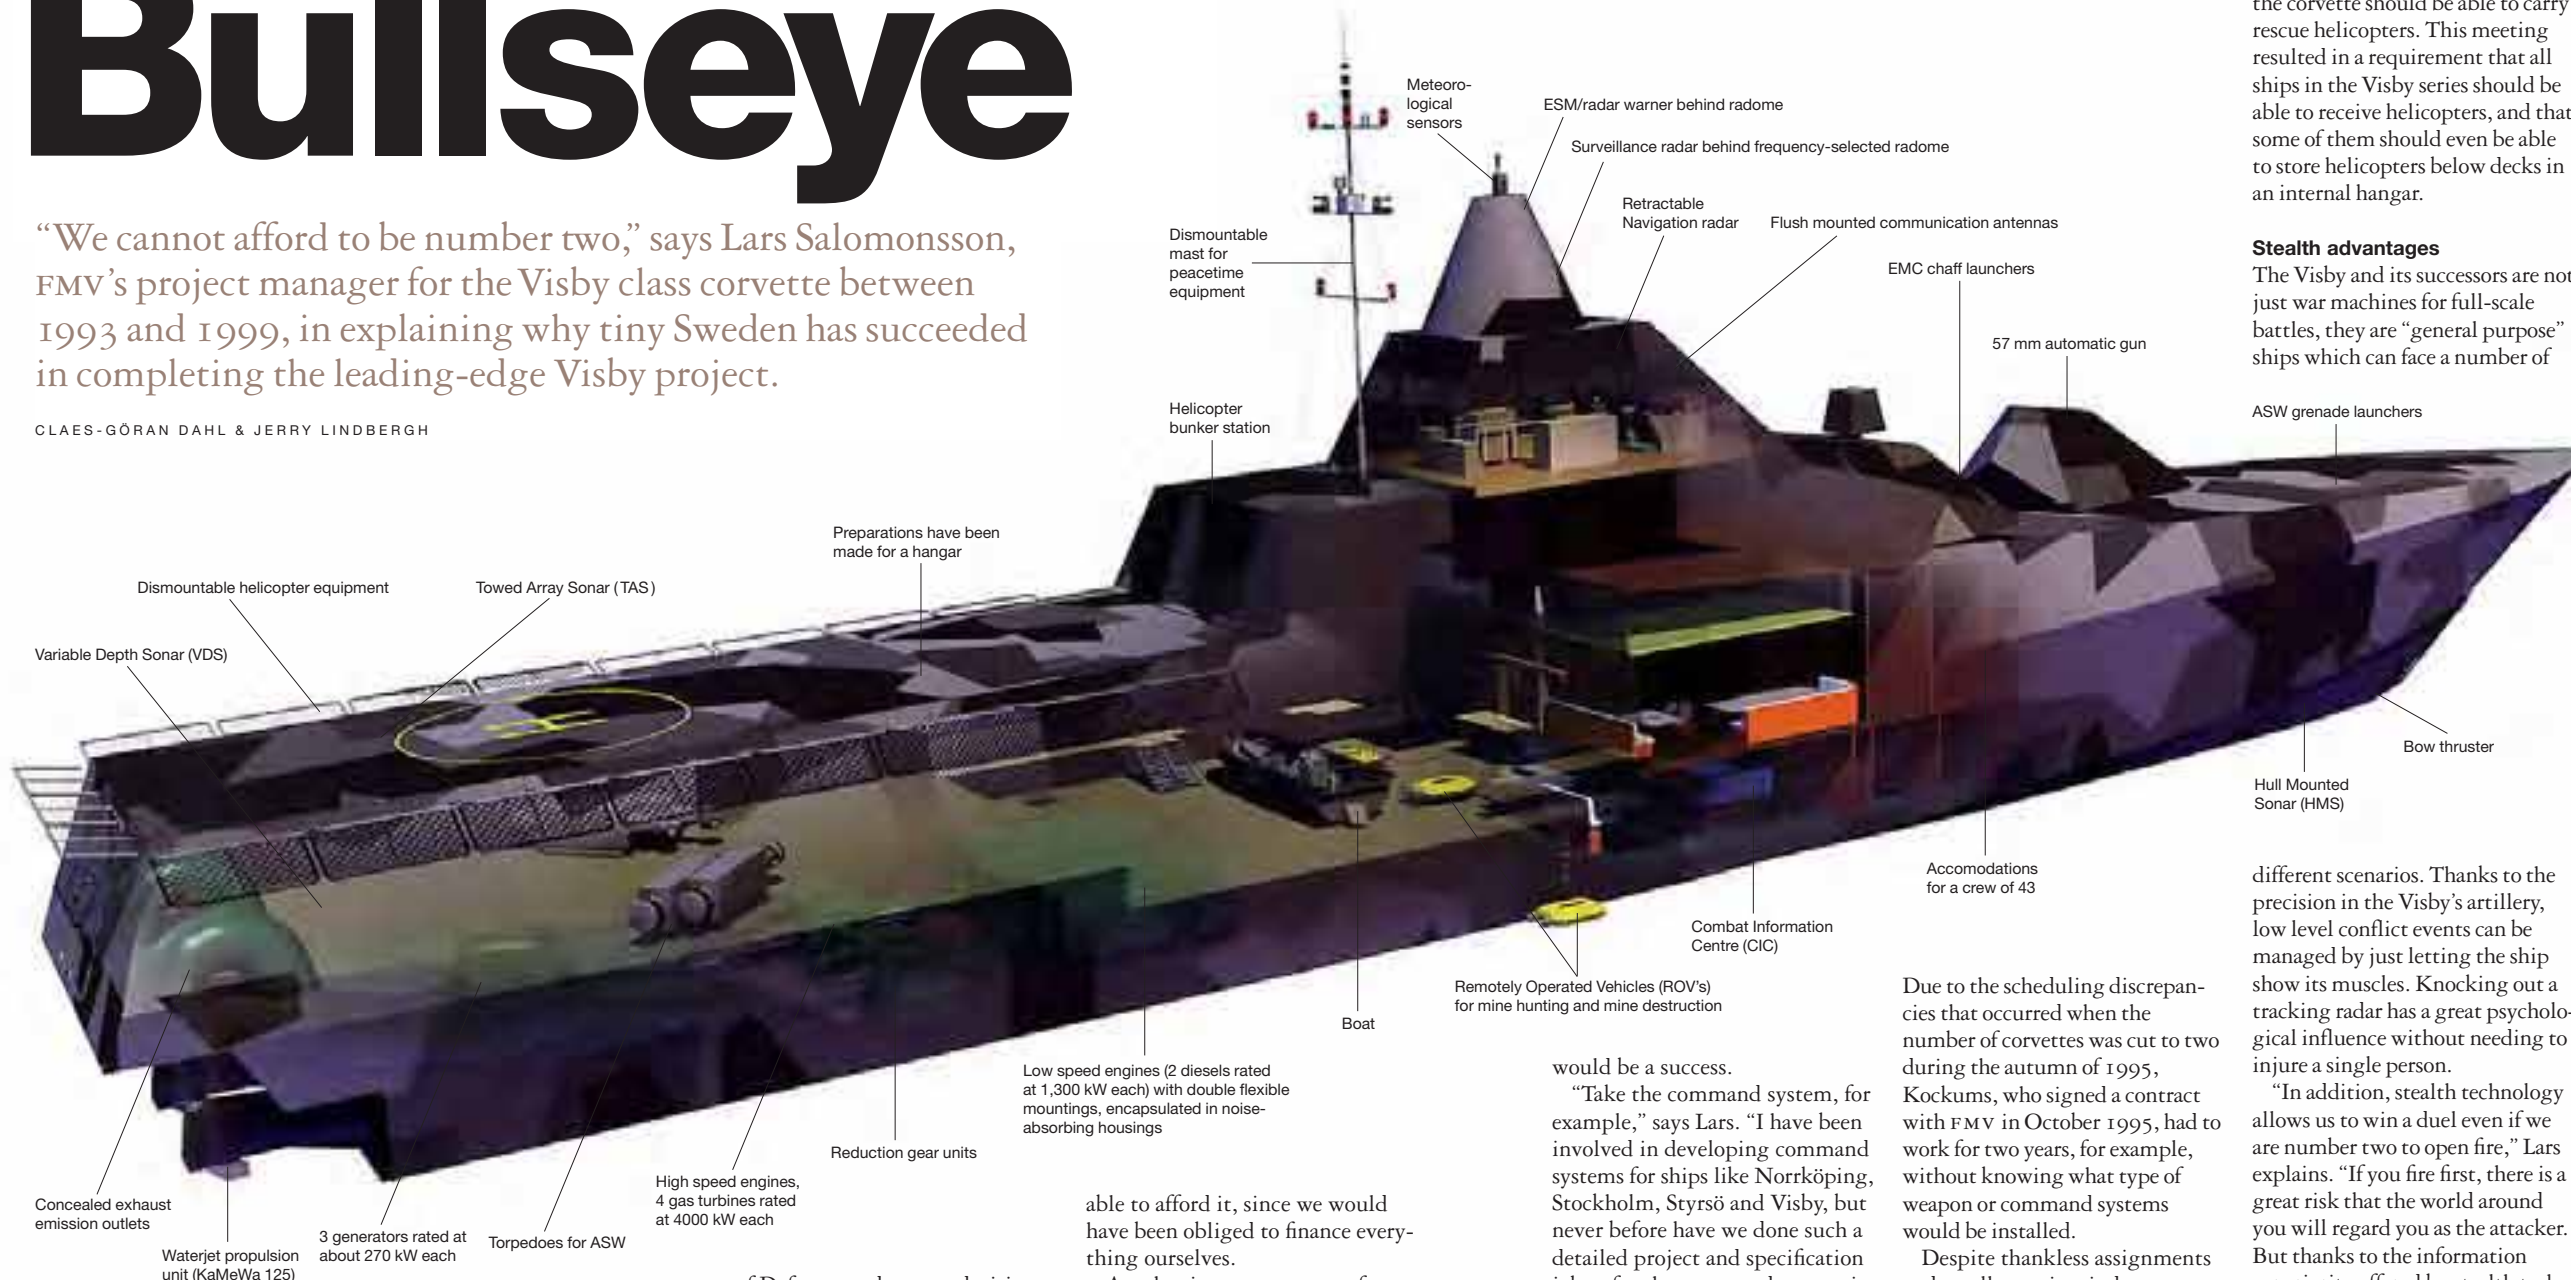 Bullseye
“We cannot afford to be number two,” says Lars Salomonsson,
FMV’s project manager for the Visby class corvette between
1993 and 1999, in explaining why tiny Sweden has succeeded
in completing the leading-edge Visby project.
CLAES-GÖRAN DAHL & JERRY LINDBERGH
Meteoro-
logical
sensors
ESM/radar warner behind radome
Surveillance radar behind frequency-selected radome
Retractable
Navigation radar
Flush mounted communication antennas
EMC chaff launchers
57 mm automatic gun
ASW grenade launchers
Dismountable
mast for
peacetime
equipment
Helicopter
bunker station
Preparations have been
made for a hangar
Dismountable helicopter equipment
Towed Array Sonar (TAS)
Variable Depth Sonar (VDS)
Bow thruster
Hull Mounted
Sonar (HMS)
Accomodations
for a crew of 43
Combat Information
Centre (CIC)
Remotely Operated Vehicles (ROV’s)
for mine hunting and mine destruction
Boat
Low speed engines (2 diesels rated
at 1,300 kW each) with double flexible
mountings, encapsulated in noise-
absorbing housings
Reduction gear units
High speed engines,
4 gas turbines rated
at 4000 kW each
Torpedoes for ASW
3 generators rated at
about 270 kW each
Waterjet propulsion
unit (KaMeWa 125)
Concealed exhaust
emission outlets
able to afford it, since we would
have been obliged to finance every-
thing ourselves.
would be a success.
“Take the command system, for
example,” says Lars. “I have been
involved in developing command
systems for ships like Norrköping,
Stockholm, Styrsö and Visby, but
never before have we done such a
detailed project and specification
Due to the scheduling discrepan-
cies that occurred when the
number of corvettes was cut to two
during the autumn of 1995,
Kockums, who signed a contract
with FMV in October 1995, had to
work for two years, for example,
without knowing what type of
weapon or command systems
would be installed.
Despite thankless assignments
the corvette should be able to carry
rescue helicopters. This meeting
resulted in a requirement that all
ships in the Visby series should be
able to receive helicopters, and that
some of them should even be able
to store helicopters below decks in
an internal hangar.
Stealth advantages
The Visby and its successors are not
just war machines for full-scale
battles, they are “general purpose”
ships which can face a number of
different scenarios. Thanks to the
precision in the Visby’s artillery,
low level conflict events can be
managed by just letting the ship
show its muscles. Knocking out a
tracking radar has a great psycholo-
gical influence without needing to
injure a single person.
“In addition, stealth technology
allows us to win a duel even if we
are number two to open fire,” Lars
explains. “If you fire first, there is a
great risk that the world around
you will regard you as the attacker.
But thanks to the information